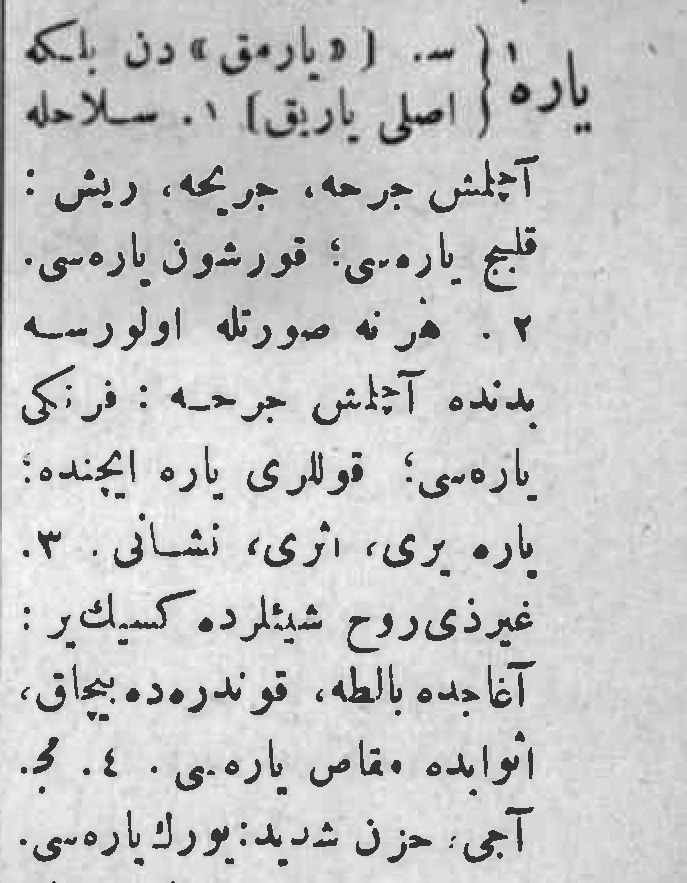 یاره { ١ س. [«یارمق» دن بلكه
اصلی یاریق] ١. سلاحله
آچلمش جرحه، جریحه، ریش :
قلیج یاره‌سی؛ قورشون یاره‌سی.
٢. هر نه صورتله اولورسه
بدنده آچلمش جرحه : فرنكی
یاره‌سی؛ قوللری یاره ایچنده؛
یاره یری، اثری، نشانی. ٣.
غیرذی‌روح شیئلرده كسیك یر :
آغاجده بالطه، قوندره‌ده بیچاق،
اثوابده مقاص یاره‌سی. ٤. مج.
آجی، حزن شدید: یورك یاره‌سی.